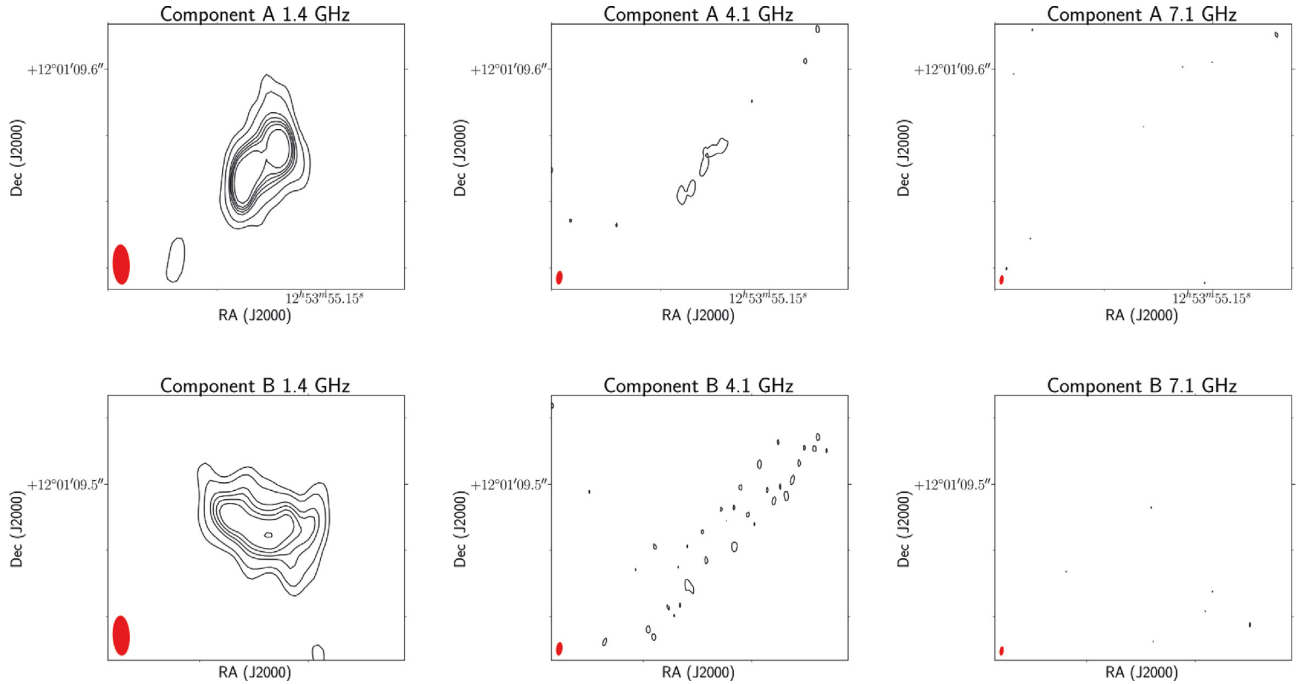 Component A 1.4 GHz
Component A 4.1 GHz
Component A 7.1 GHz
+12°01′09.6″
+12°01′09.6″
+12°01′09.6″
Dec (J2000)
Dec (J2000)
Dec (J2000)
12ʰ53ᵐ55.15ˢ
12ʰ53ᵐ55.15ˢ
12ʰ53ᵐ55.15ˢ
RA (J2000)
RA (J2000)
RA (J2000)
Component B 1.4 GHz
Component B 4.1 GHz
Component B 7.1 GHz
+12°01′09.5″
+12°01′09.5″
+12°01′09.5″
Dec (J2000)
Dec (J2000)
Dec (J2000)
RA (J2000)
RA (J2000)
RA (J2000)